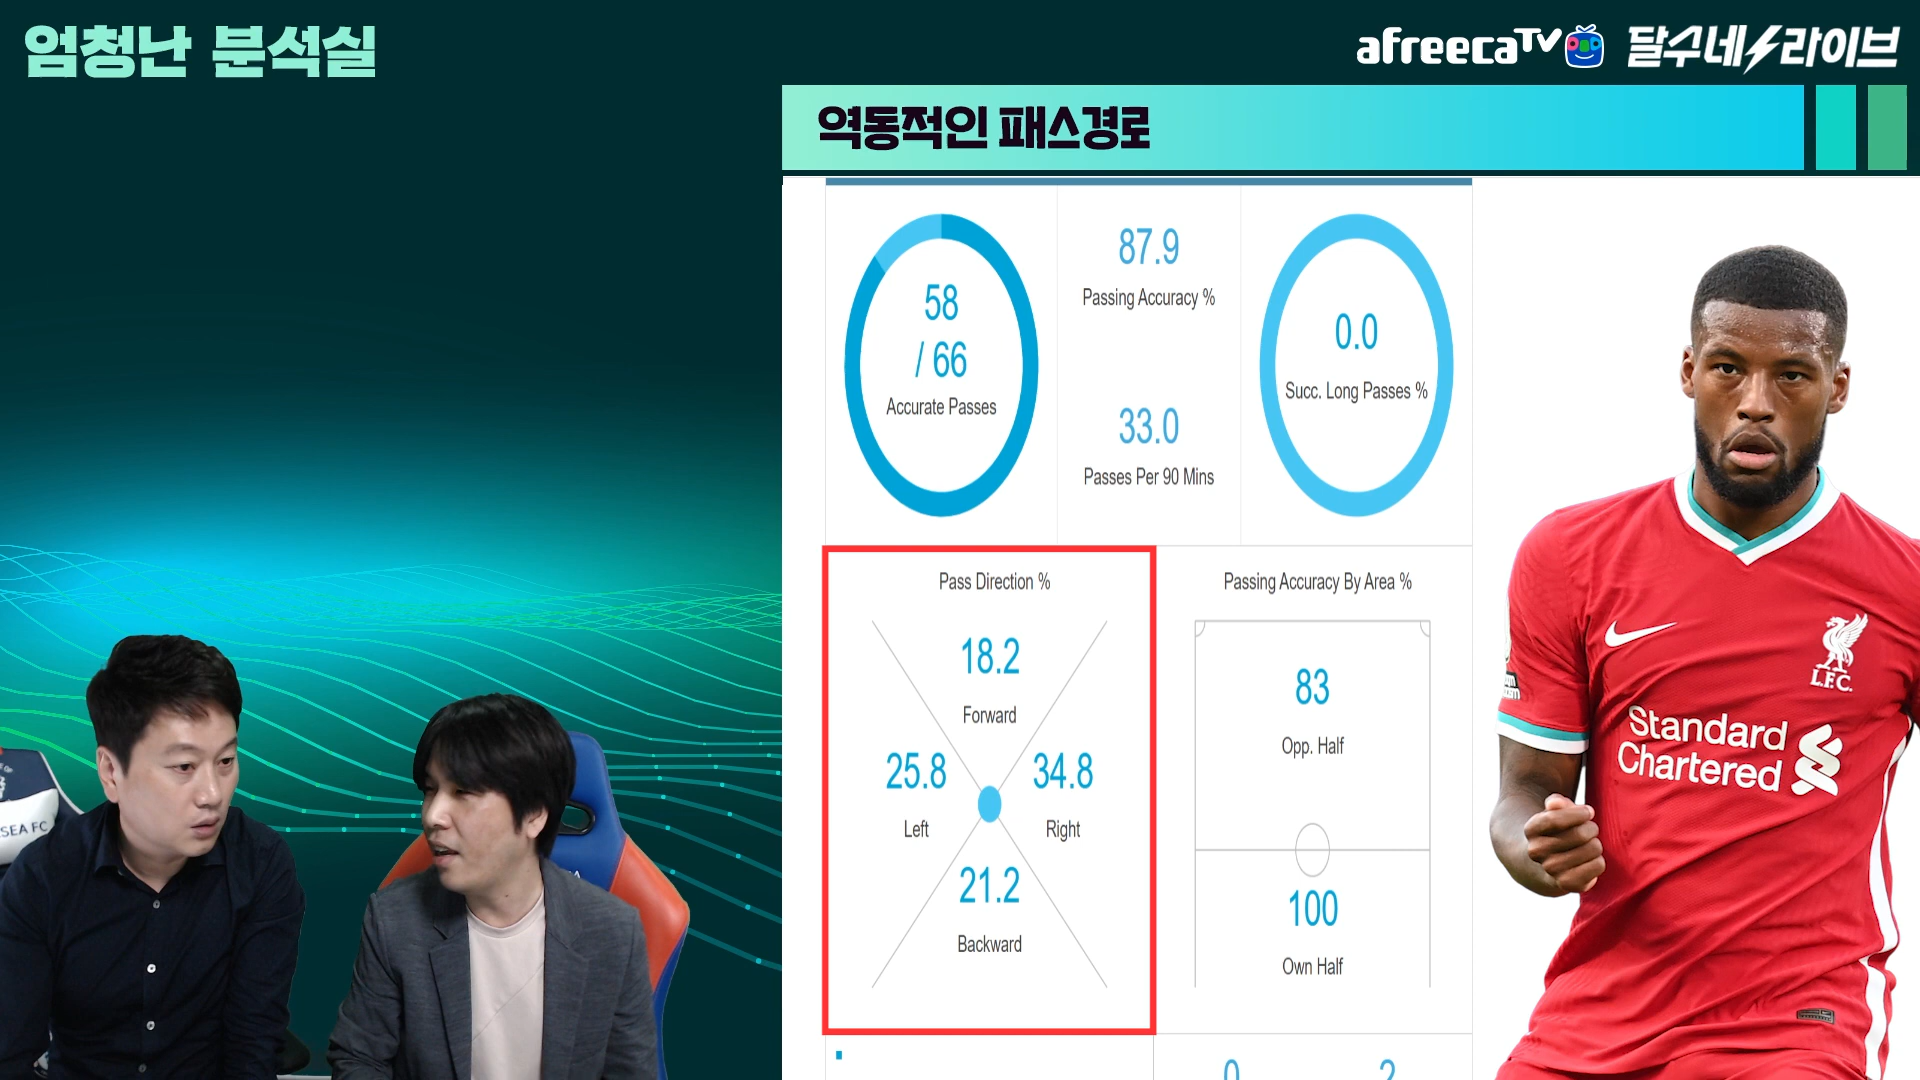 엄청난 분석실
afreecaTV 달수네라이브
역동적인 패스경로
58
/ 66
Accurate Passes
87.9
Passing Accuracy %
33.0
Passes Per 90 Mins
0.0
Succ. Long Passes %
Pass Direction %
18.2
Forward
25.8
Left
34.8
Right
21.2
Backward
Passing Accuracy By Area %
83
Opp. Half
100
Own Half
0
2
L.F.C.
Standard
Chartered
SEA FC